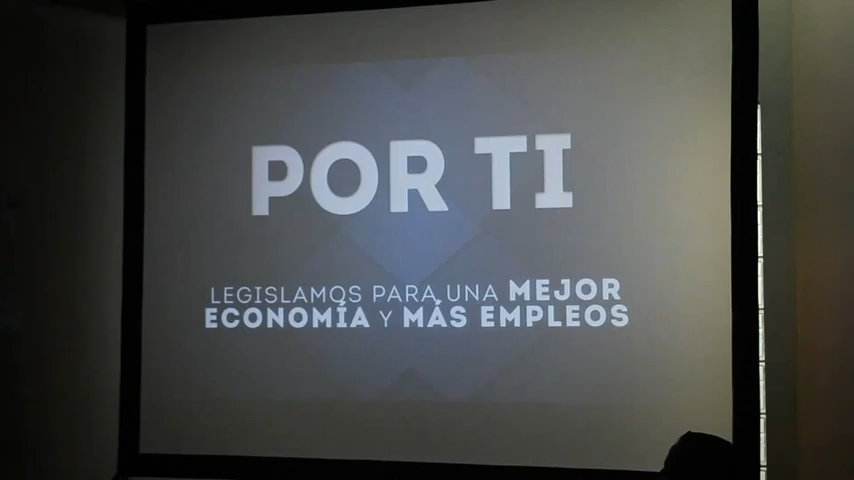 POR TI
LEGISLAMOS PARA UNA MEJOR
ECONOMÍA Y MÁS EMPLEOS